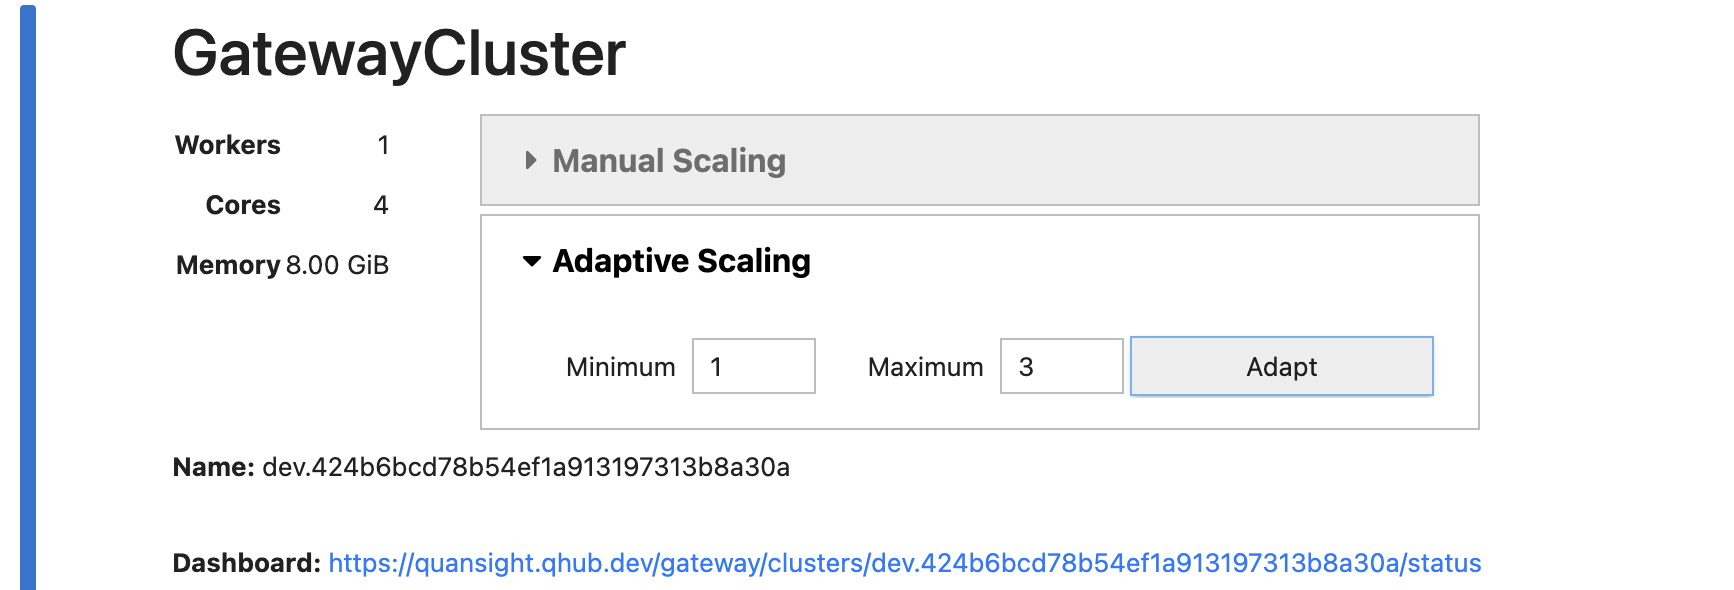 GatewayCluster
Workers 1
Cores 4
Memory 8.00 GiB
Manual Scaling
Adaptive Scaling
Minimum 1 Maximum 3 Adapt
Name: dev.424b6bcd78b54ef1a913197313b8a30a
Dashboard: https://quansight.qhub.dev/gateway/clusters/dev.424b6bcd78b54ef1a913197313b8a30a/status